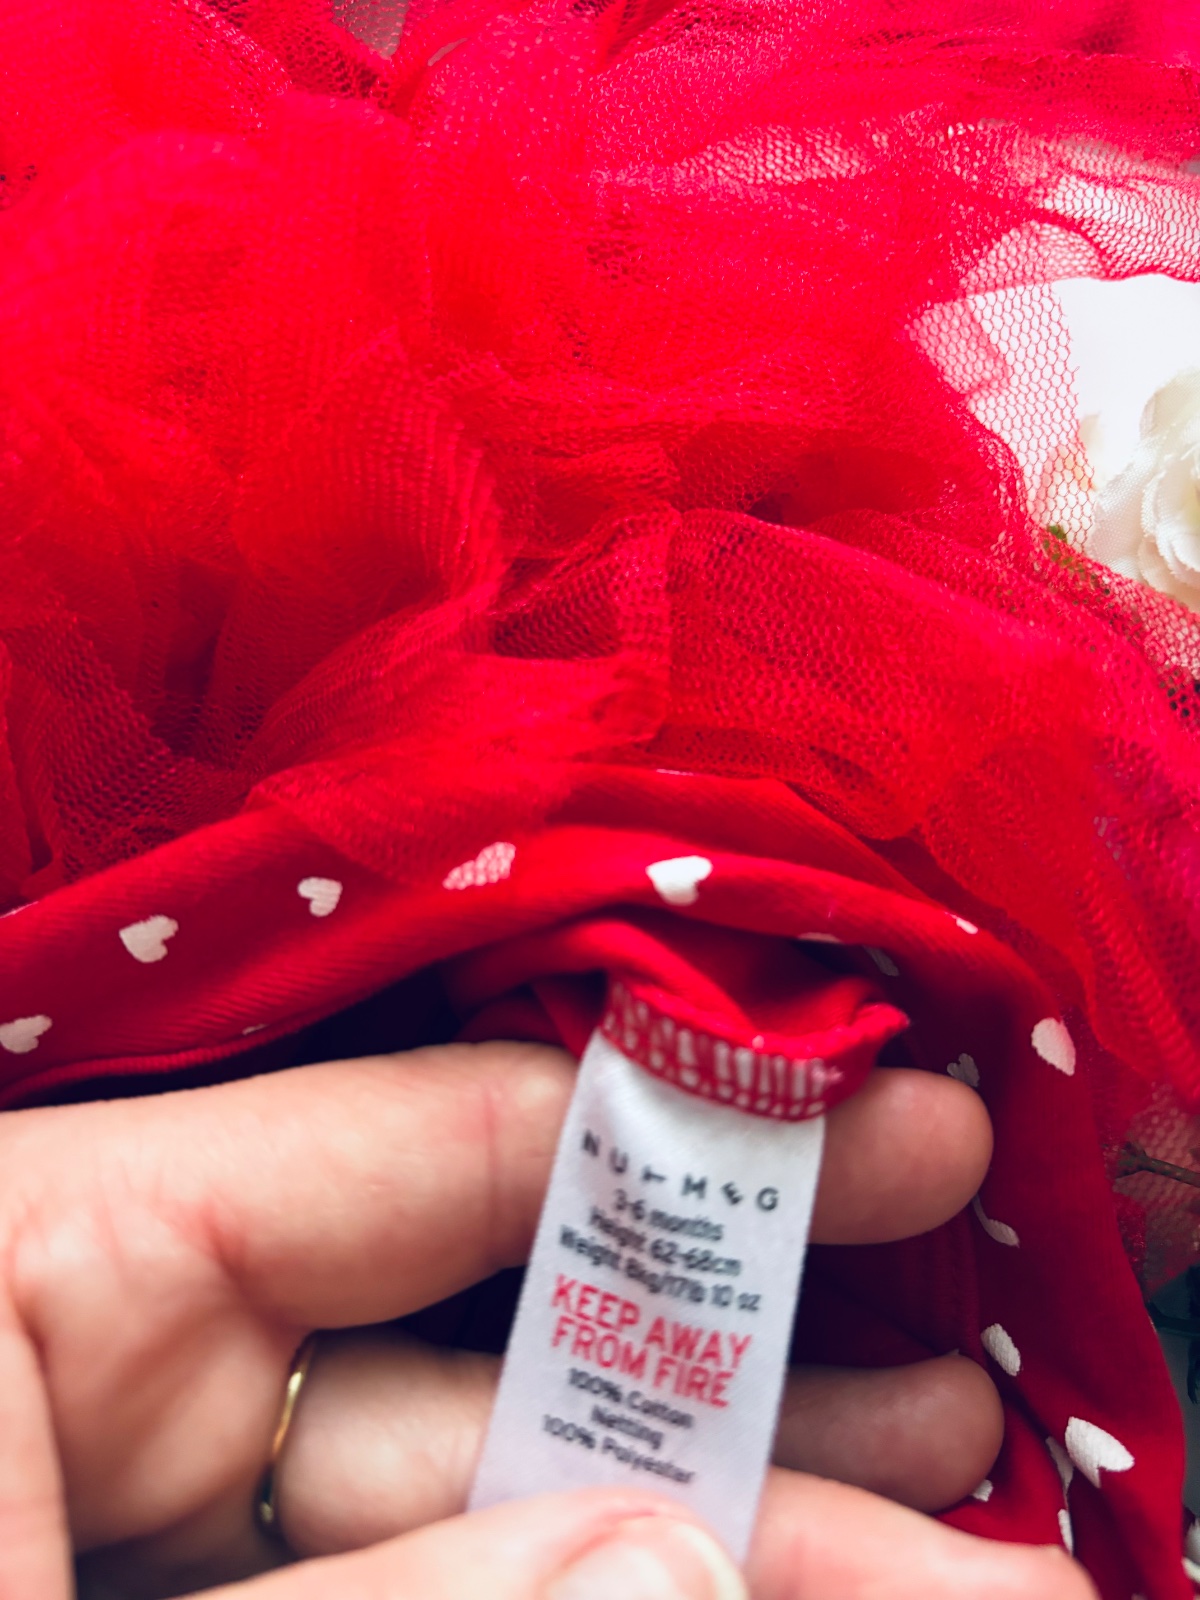 NUTMEG
3-6 months
Height 62-68cm
Weight 8kg/17lb 10 oz
KEEP AWAY
FROM FIRE
100% Cotton
Netting
100% Polyester